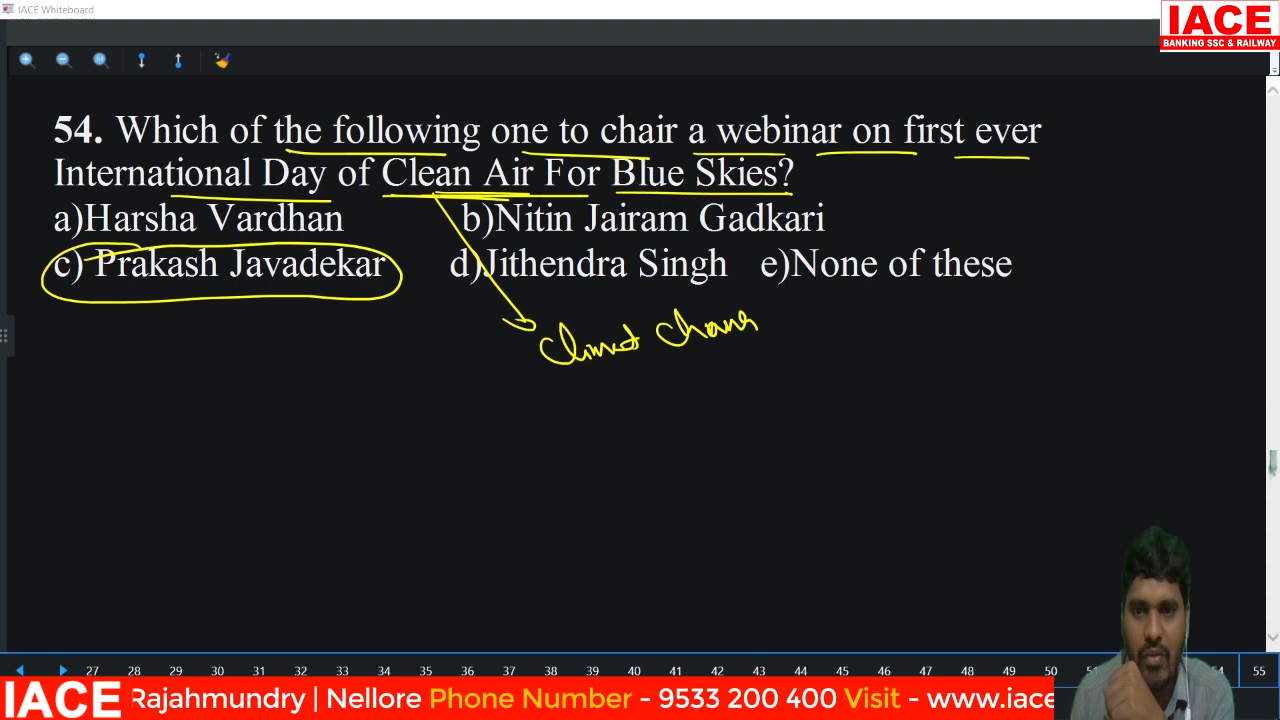 IACE Whiteboard
IACE
BANKING SSC & RAILWAY
54. Which of the following one to chair a webinar on first ever
International Day of Clean Air For Blue Skies?
a)Harsha Vardhan b)Nitin Jairam Gadkari
c) Prakash Javadekar d)Jithendra Singh e)None of these
27 28 29 30 31 32 33 34 35 36 37 38 39 40 41 42 43 44 45 46 47 48 49 50 54 55
IACE Rajahmundry | Nellore Phone Number - 9533 200 400 Visit - www.iace